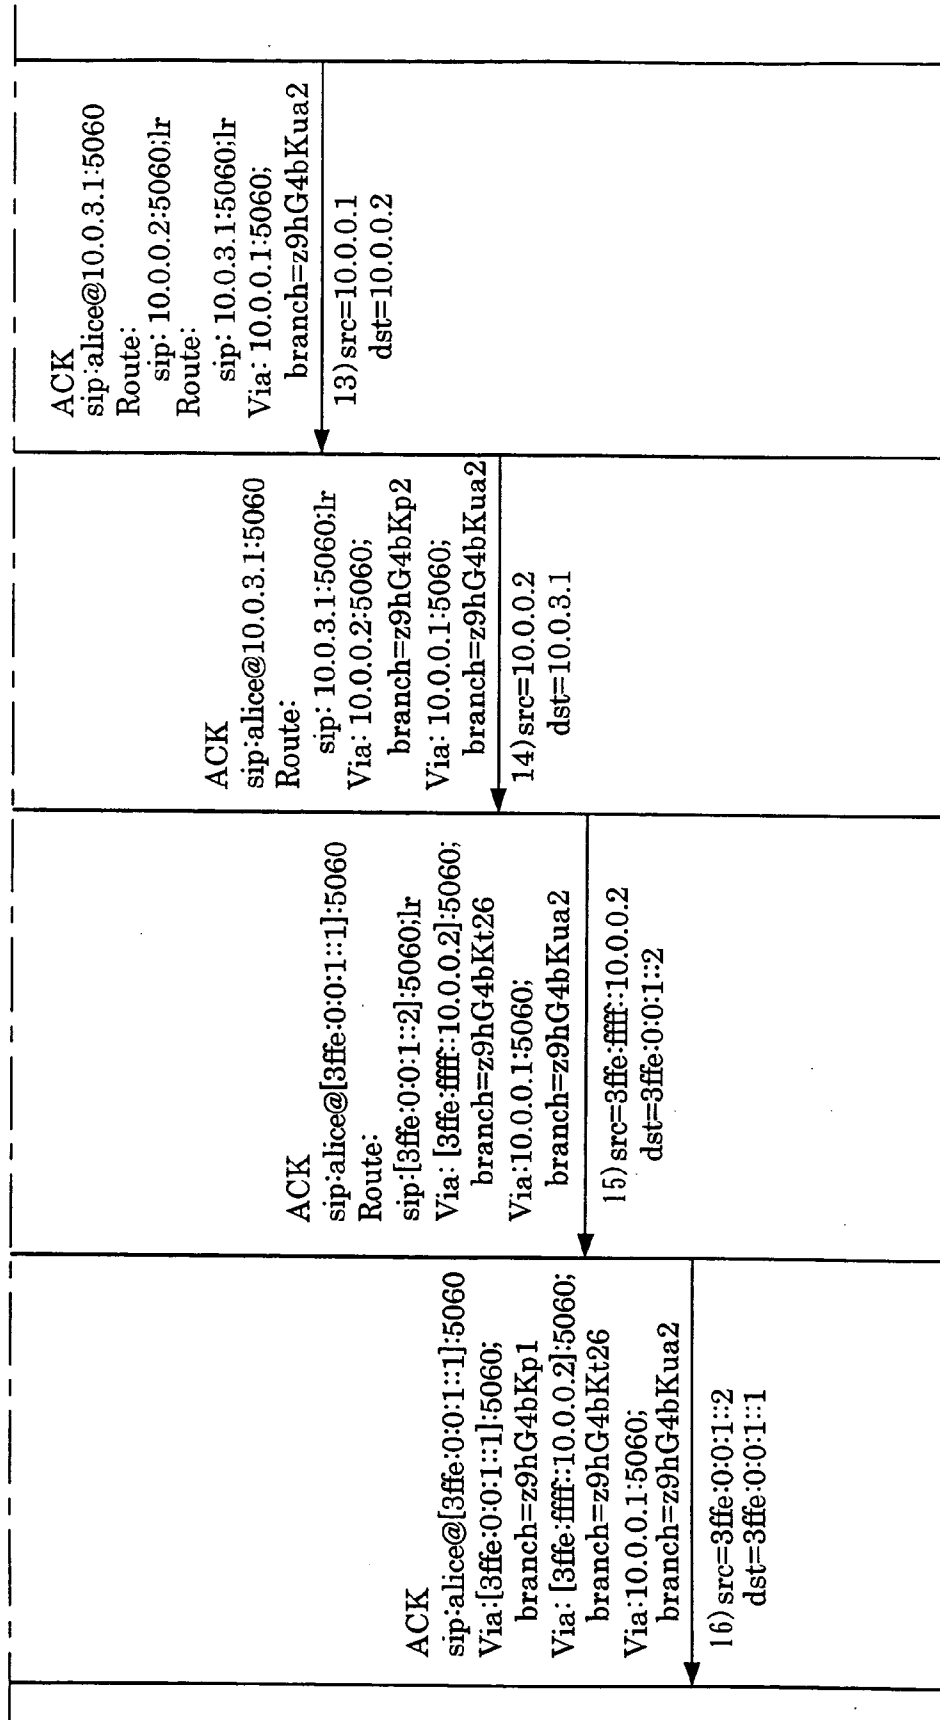 ACK
sip:alice@10.0.3.1:5060
Route:
sip: 10.0.0.2:5060;lr
Route:
sip: 10.0.3.1:5060;lr
Via: 10.0.0.1:5060;
branch=z9hG4bKua2
13)src=10.0.0.1
dst=10.0.0.2
ACK
sip:alice@10.0.3.1:5060
Route:
sip: 10.0.3.1:5060;lr
Via: 10.0.0.2:5060;
branch=z9hG4bKp2
Via: 10.0.0.1:5060;
branch=z9hG4bKua2
14)src=10.0.0.2
dst=10.0.3.1
ACK
sip:alice@[3ffe:0:0:1::1]:5060
Route:
sip:[3ffe:0:0:1::2]:5060;lr
Via: [3ffe:ffff::10.0.0.2]:5060;
branch=z9hG4bKt26
Via:10.0.0.1:5060;
branch=z9hG4bKua2
15)src=3ffe:ffff::10.0.0.2
dst=3ffe:0:0:1::2
ACK
sip:alice@[3ffe:0:0:1::1]:5060
Via:[3ffe:0:0:1::1]:5060;
branch=z9hG4bKp1
Via: [3ffe:ffff::10.0.0.2]:5060;
branch=z9hG4bKt26
Via:10.0.0.1:5060;
branch=z9hG4bKua2
16)src=3ffe:0:0:1::2
dst=3ffe:0:0:1::1